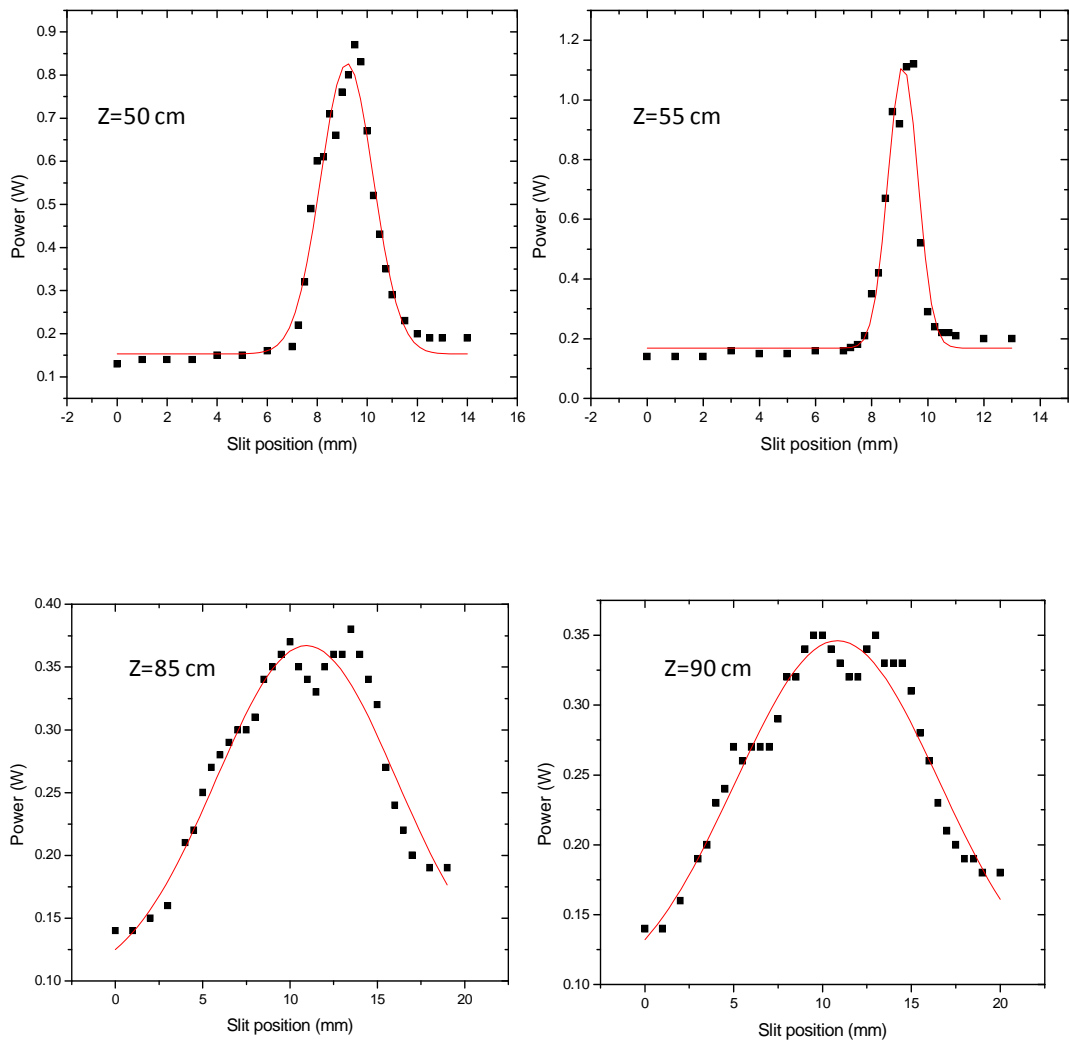 0.9
0.8
0.7
0.6
0.5
0.4
0.3
0.2
0.1
Power (W)
Z=50 cm
-2 0 2 4 6 8 10 12 14 16
Slit position (mm)
1.2
1.0
0.8
0.6
0.4
0.2
0.0
Power (W)
Z=55 cm
-2 0 2 4 6 8 10 12 14
Slit position (mm)
0.40
0.35
0.30
0.25
0.20
0.15
0.10
Power (W)
Z=85 cm
0 5 10 15 20
Slit position (mm)
0.35
0.30
0.25
0.20
0.15
0.10
Power (W)
Z=90 cm
0 5 10 15 20
Slit position (mm)